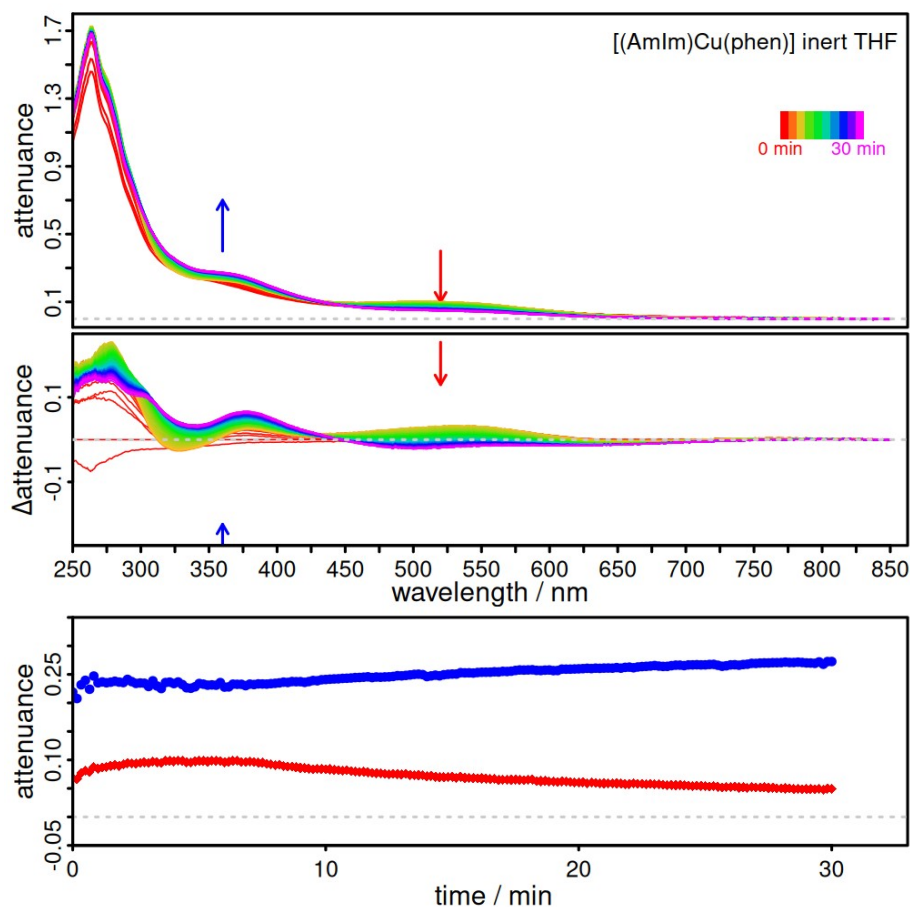 [(AmIm)Cu(phen)] inert THF
0 min 30 min
attenuance
1.7
1.3
0.9
0.5
0.1
Δattenuance
0.1
-0.1
250 300 350 400 450 500 550 600 650 700 750 800 850
wavelength / nm
attenuance
0.25
0.10
-0.05
0 10 20 30
time / min